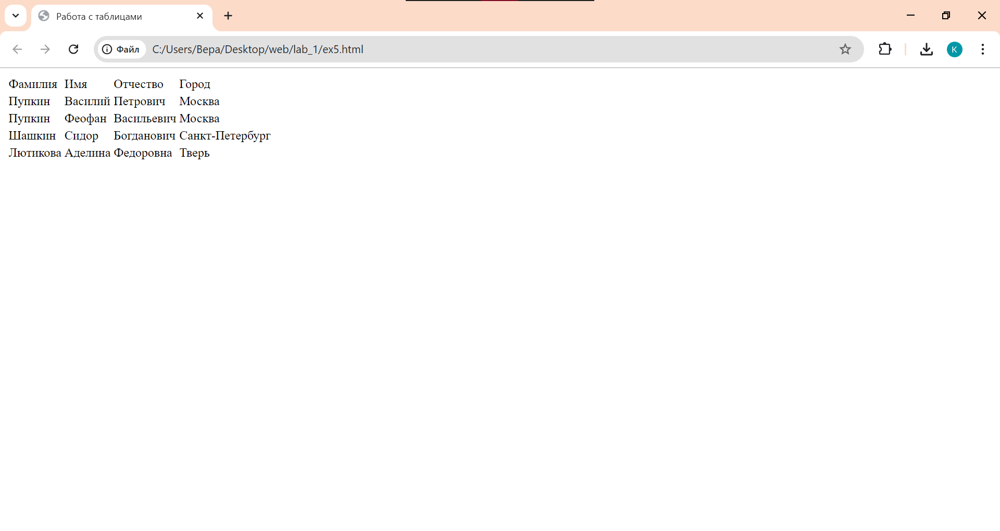 Работа с таблицами
Файл C:/Users/Вера/Desktop/web/lab_1/ex5.html
K
Фамилия Имя Отчество Город
Пупкин Василий Петрович Москва
Пупкин Феофан Васильевич Москва
Шашкин Сидор Богданович Санкт-Петербург
Лютикова Аделина Федоровна Тверь